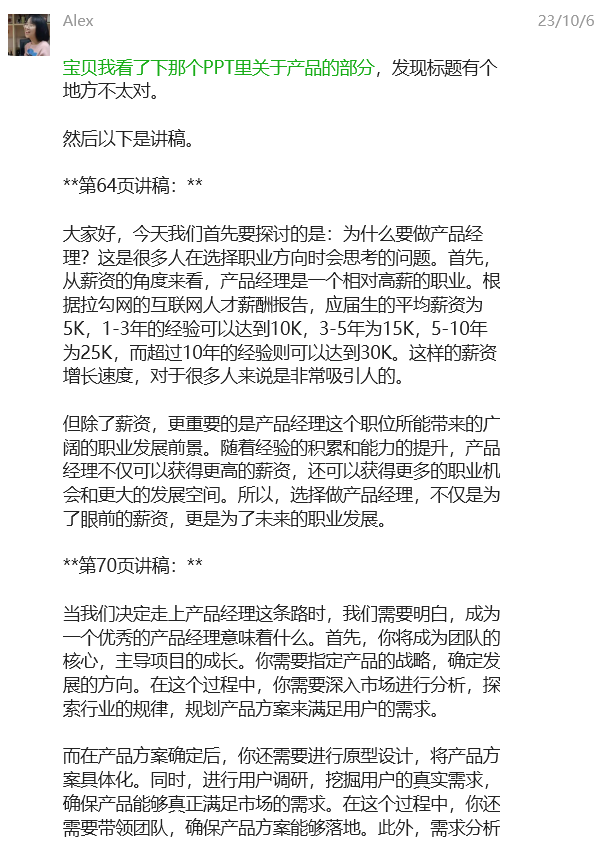 Alex
23/10/6
宝贝我看了下那个PPT里关于产品的部分，发现标题有个
地方不太对。
然后以下是讲稿。
**第64页讲稿：**
大家好，今天我们首先要探讨的是：为什么要做产品经
理？这是很多人在选择职业方向时会思考的问题。首先，
从薪资的角度来看，产品经理是一个相对高薪的职业。根
据拉勾网的互联网人才薪酬报告，应届生的平均薪资为
5K，1-3年的经验可以达到10K，3-5年为15K，5-10年
为25K，而超过10年的经验则可以达到30K。这样的薪资
增长速度，对于很多人来说是非常吸引人的。
但除了薪资，更重要的是产品经理这个职位所能带来的广
阔的职业发展前景。随着经验的积累和能力的提升，产品
经理不仅可以获得更高的薪资，还可以获得更多的职业机
会和更大的发展空间。所以，选择做产品经理，不仅是为
了眼前的薪资，更是为了未来的职业发展。
**第70页讲稿：**
当我们决定走上产品经理这条路时，我们需要明白，成为
一个优秀的产品经理意味着什么。首先，你将成为团队的
核心，主导项目的成长。你需要指定产品的战略，确定发
展的方向。在这个过程中，你需要深入市场进行分析，探
索行业的规律，规划产品方案来满足用户的需求。
而在产品方案确定后，你还需要进行原型设计，将产品方
案具体化。同时，进行用户调研，挖掘用户的真实需求，
确保产品能够真正满足市场的需求。在这个过程中，你还
需要带领团队，确保产品方案能够落地。此外，需求分析